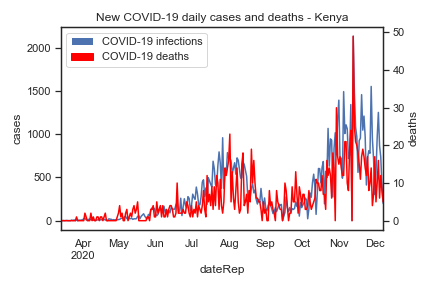 New COVID-19 daily cases and deaths - Kenya
COVID-19 infections
COVID-19 deaths
2000
1500
1000
500
0
cases
50
40
30
20
10
0
deaths
Apr May Jun Jul Aug Sep Oct Nov Dec
2020
dateRep